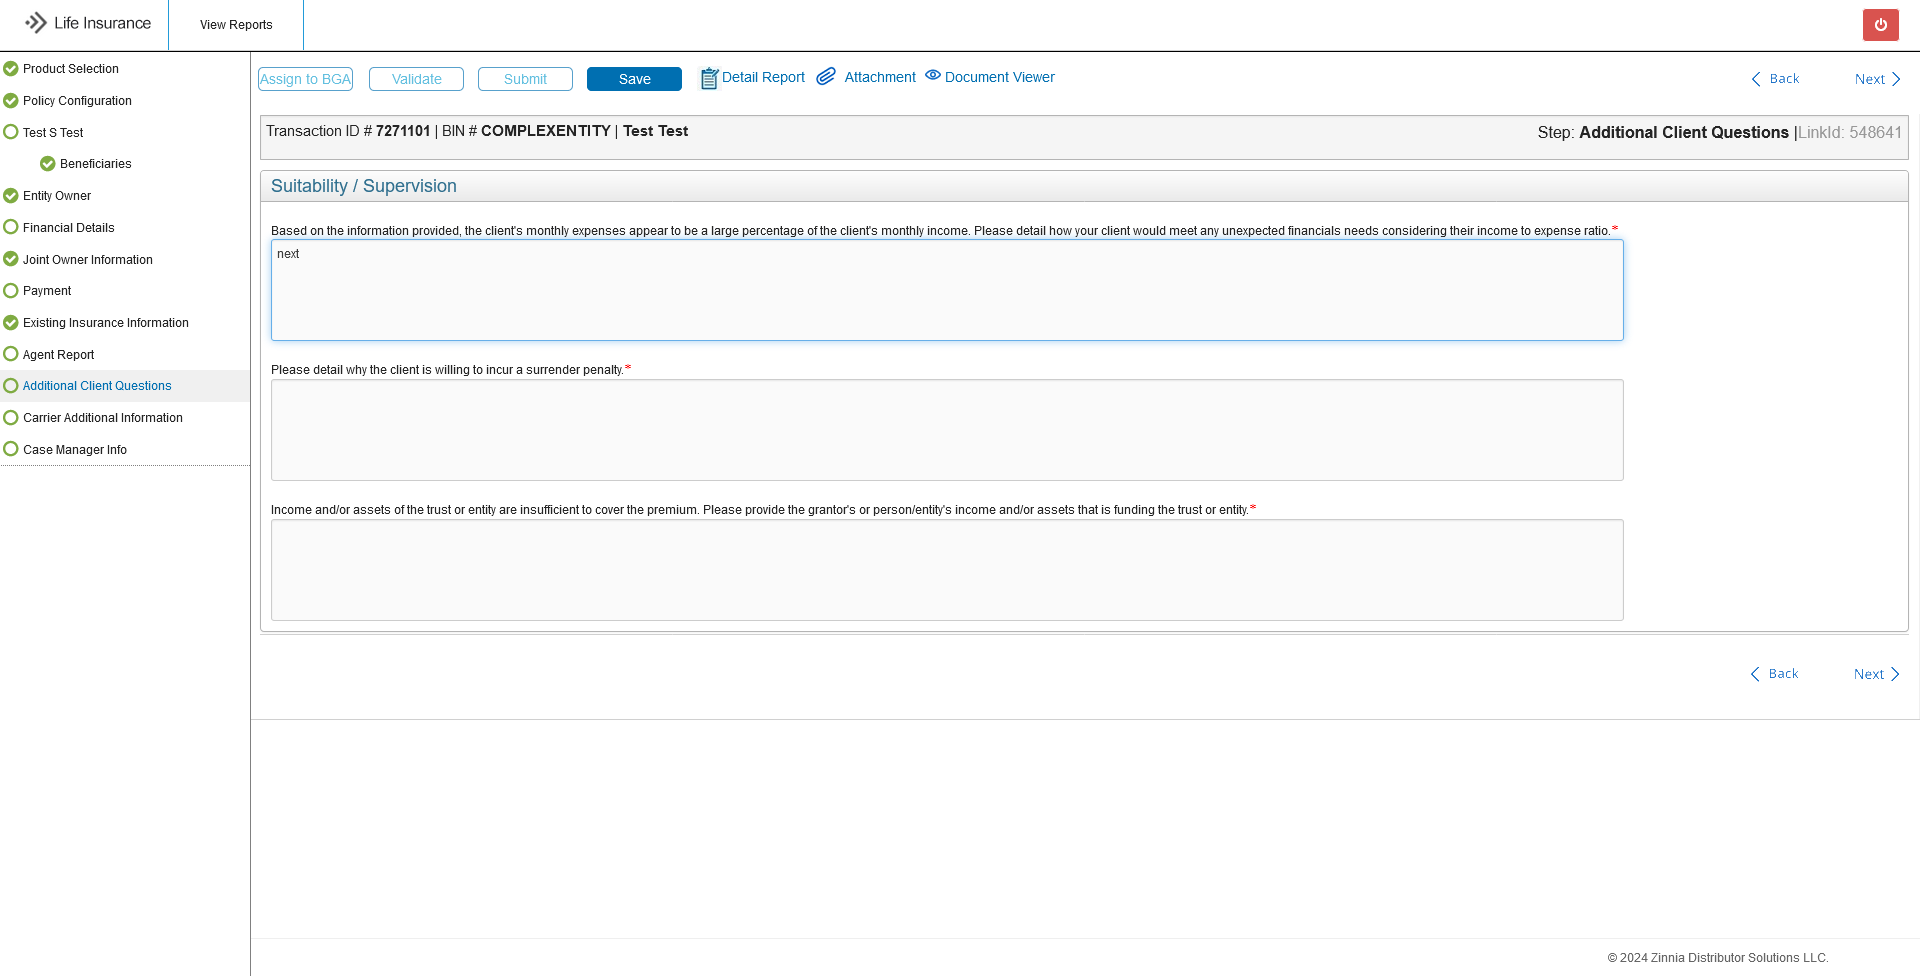 Life Insurance
View Reports
Product Selection
Policy Configuration
Test S Test
Beneficiaries
Entity Owner
Financial Details
Joint Owner Information
Payment
Existing Insurance Information
Agent Report
Additional Client Questions
Carrier Additional Information
Case Manager Info
Assign to BGA
Validate
Submit
Save
Detail Report
Attachment
Document Viewer
Back
Next
Transaction ID # 7271101 | BIN # COMPLEXENTITY | Test Test
Step: Additional Client Questions |LinkId: 548641
Suitability / Supervision
Based on the information provided, the client's monthly expenses appear to be a large percentage of the client's monthly income. Please detail how your client would meet any unexpected financials needs considering their income to expense ratio.*
next
Please detail why the client is willing to incur a surrender penalty.*
Income and/or assets of the trust or entity are insufficient to cover the premium. Please provide the grantor's or person/entity's income and/or assets that is funding the trust or entity.*
Back
Next
© 2024 Zinnia Distributor Solutions LLC.